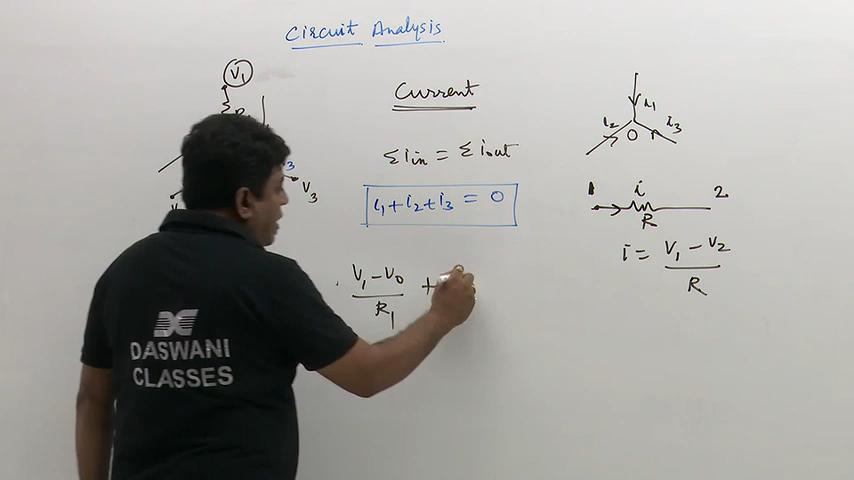 Circuit Analysis
V₁
R
3
V₃
V
Current
Σ i_in = Σ i_out
i₁ + i₂ + i₃ = 0
V₁ - V₀ / R₁ +
i₁
i₂
i₃
O
1 i 2
R
i = V₁ - V₂ / R
DASWANI
CLASSES